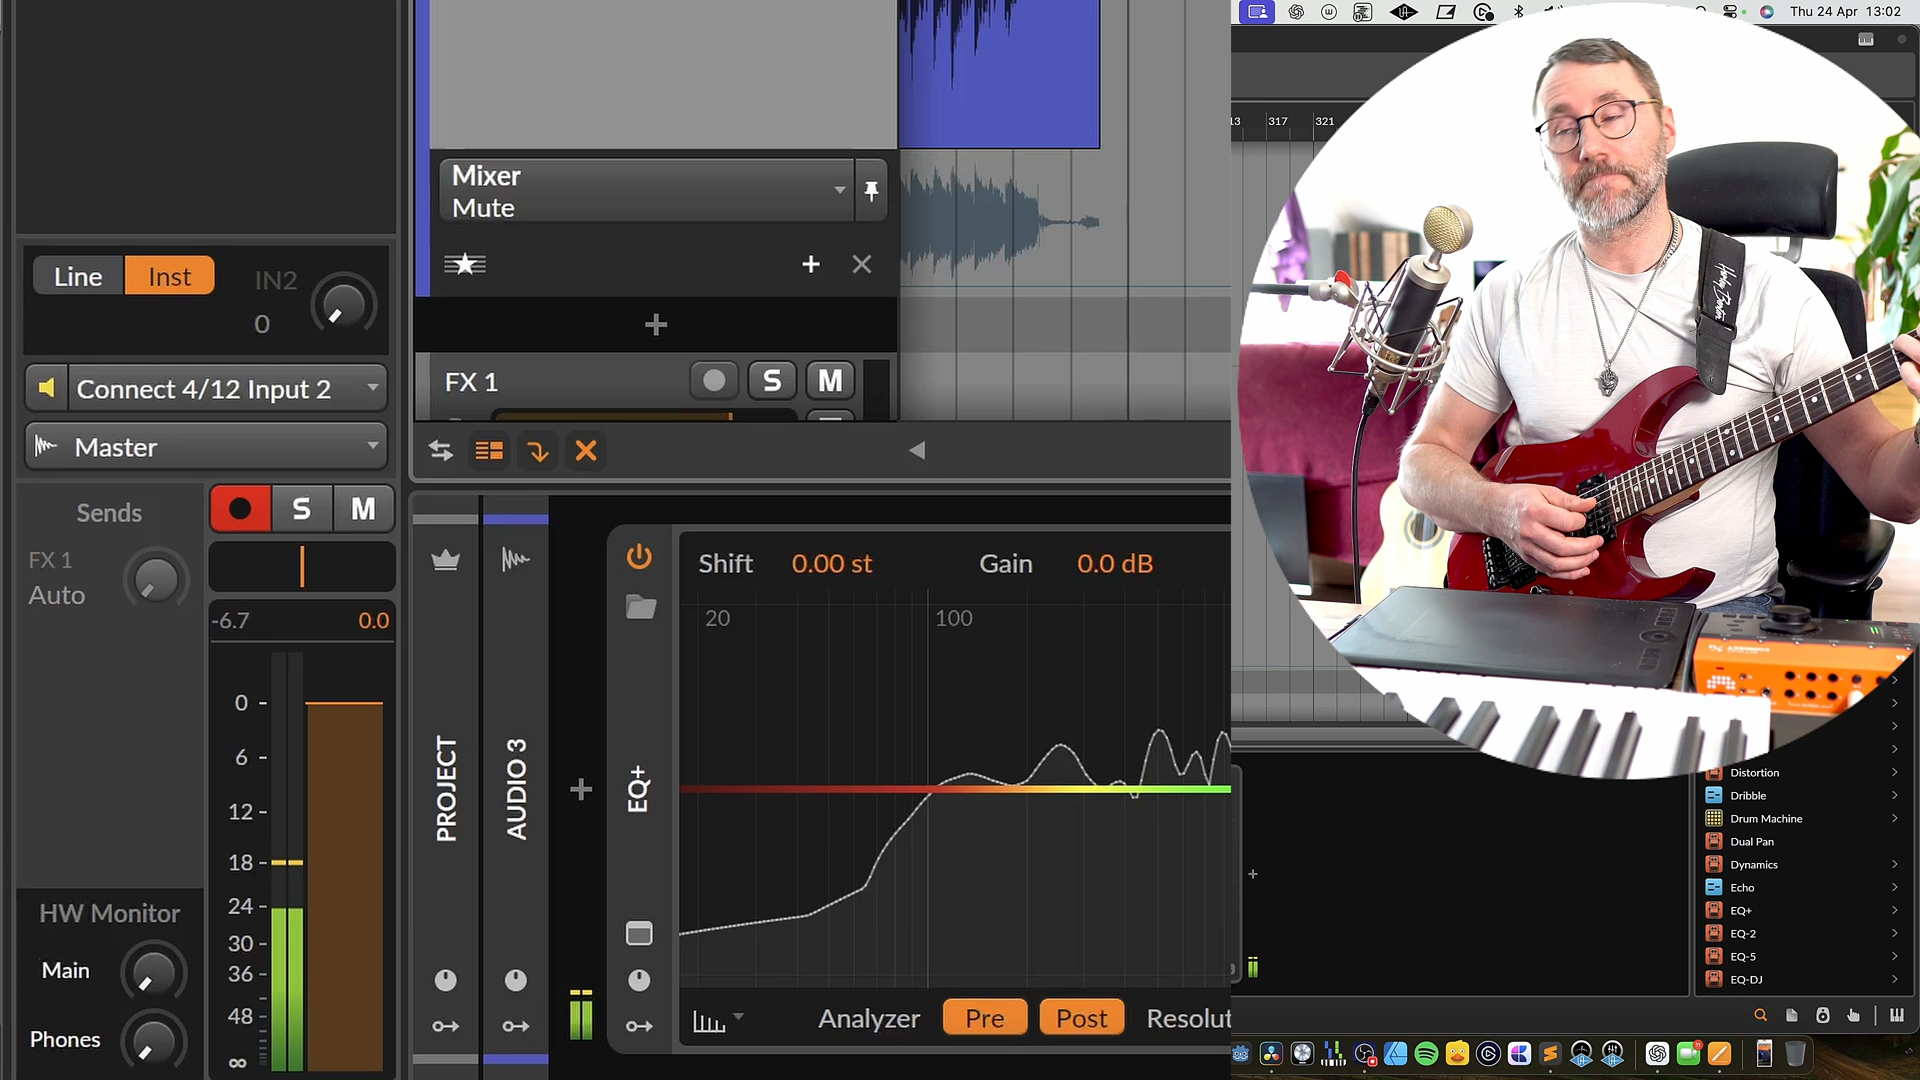 Line
Inst
IN2
0
Connect 4/12 Input 2
Master
Sends
FX 1
Auto
S
M
-6.7
0.0
0
6
12
18
24
30
36
48
∞
HW Monitor
Main
Phones
Mixer
Mute
FX 1
S
M
PROJECT
AUDIO 3
EQ+
Shift
0.00 st
Gain
0.0 dB
20
100
Analyzer
Pre
Post
Resolut
Thu 24 Apr 13:02
13
317
321
Harley Benton
Distortion
Dribble
Drum Machine
Dual Pan
Dynamics
Echo
EQ+
EQ-2
EQ-5
EQ-DJ